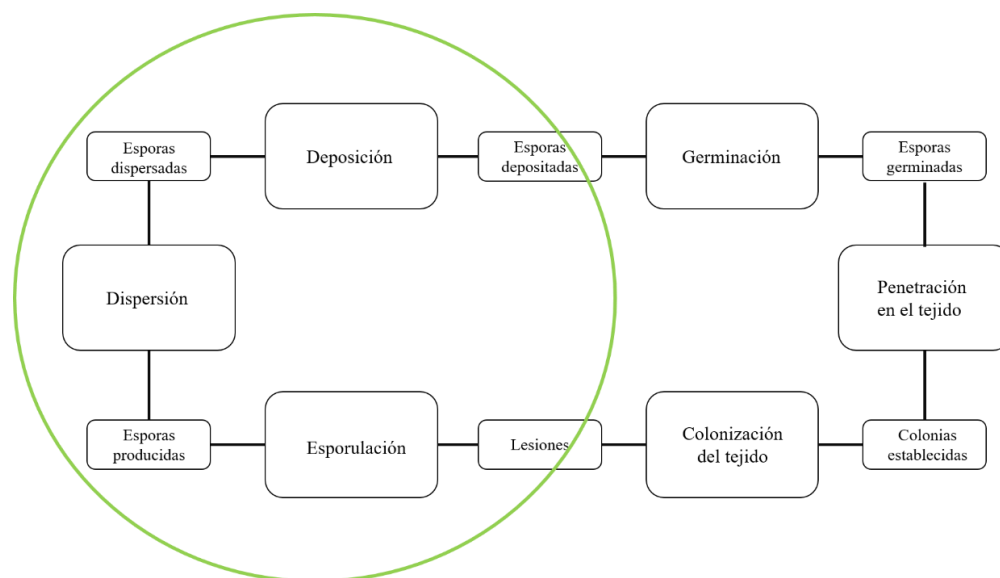 Esporas
dispersadas
Deposición
Esporas
depositadas
Germinación
Esporas
germinadas
Dispersión
Penetración
en el tejido
Esporas
producidas
Esporulación
Lesiones
Colonización
del tejido
Colonias
establecidas